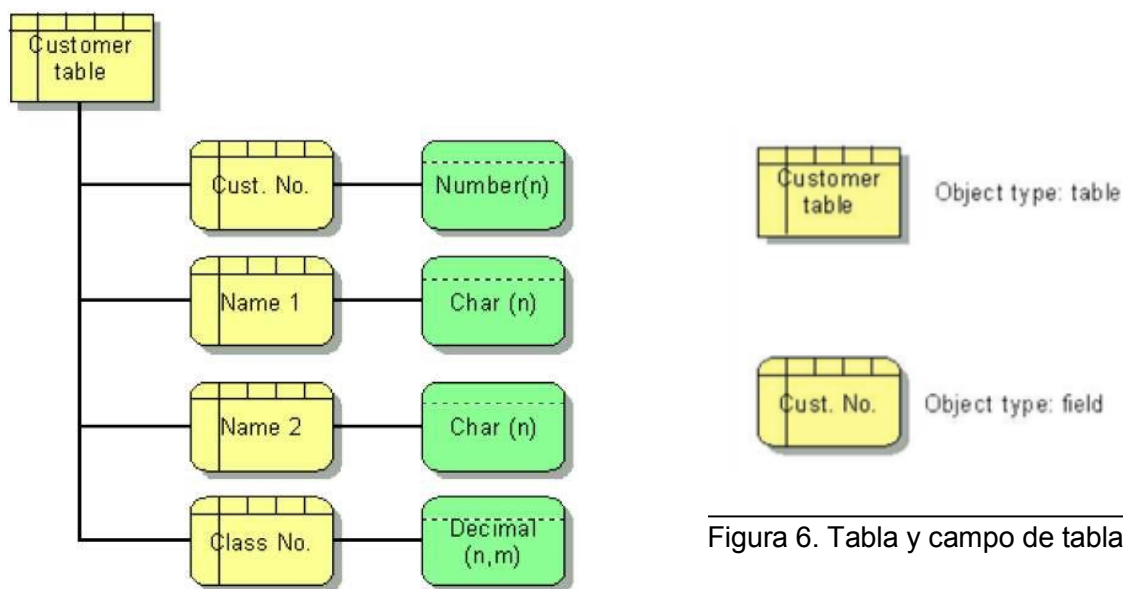 Customer
table
Cust. No.
Number(n)
Name 1
Char (n)
Name 2
Char (n)
Class No.
Decimal
(n,m)
Customer
table
Object type: table
Cust. No.
Object type: field
Figura 6. Tabla y campo de tabla